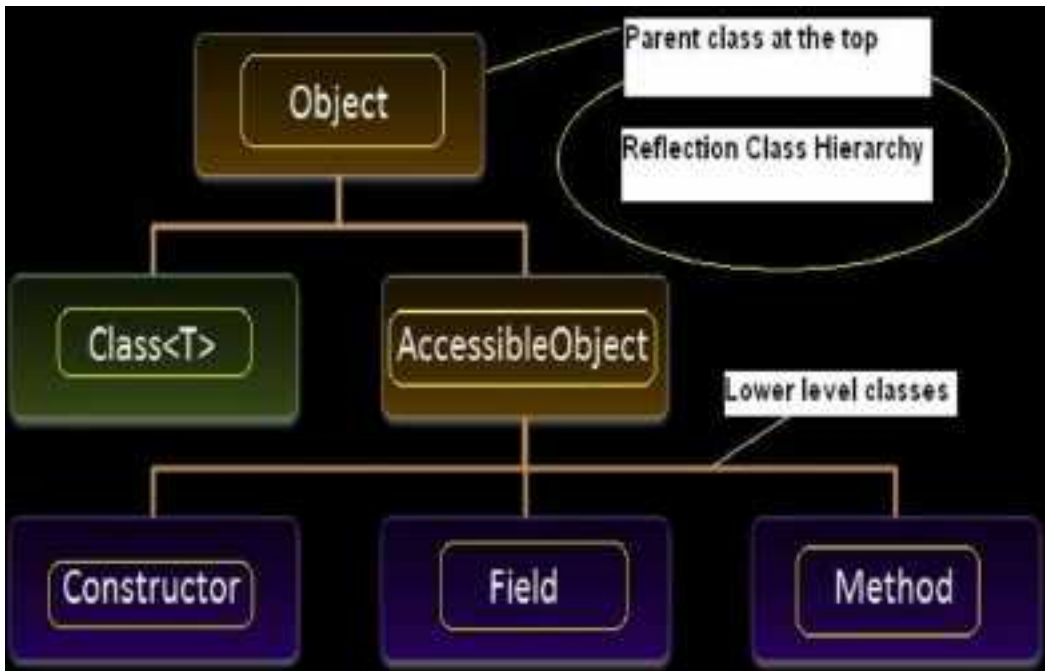 Parent class at the top
Object
Reflection Class Hierarchy
Class<T>
AccessibleObject
Lower level classes
Constructor
Field
Method